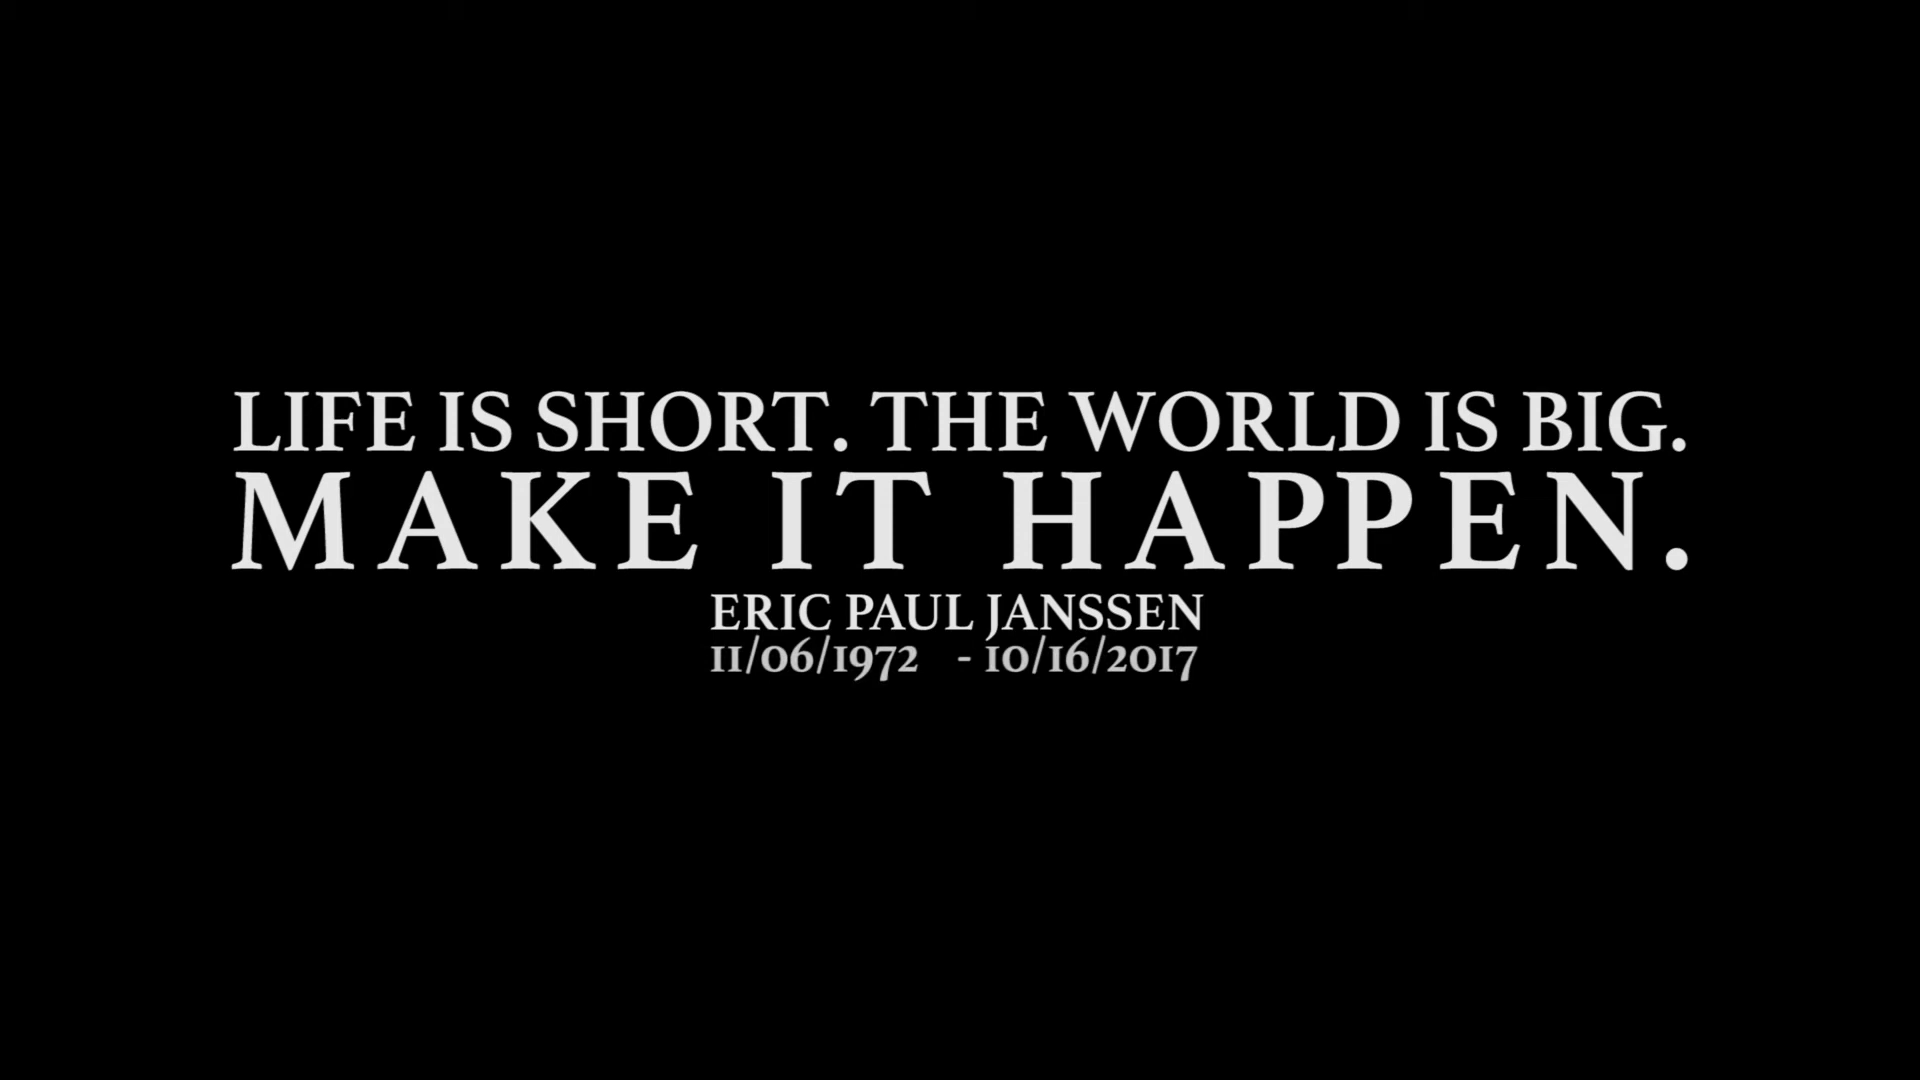 LIFE IS SHORT. THE WORLD IS BIG.
MAKE IT HAPPEN.
ERIC PAUL JANSSEN
11/06/1972 - 10/16/2017